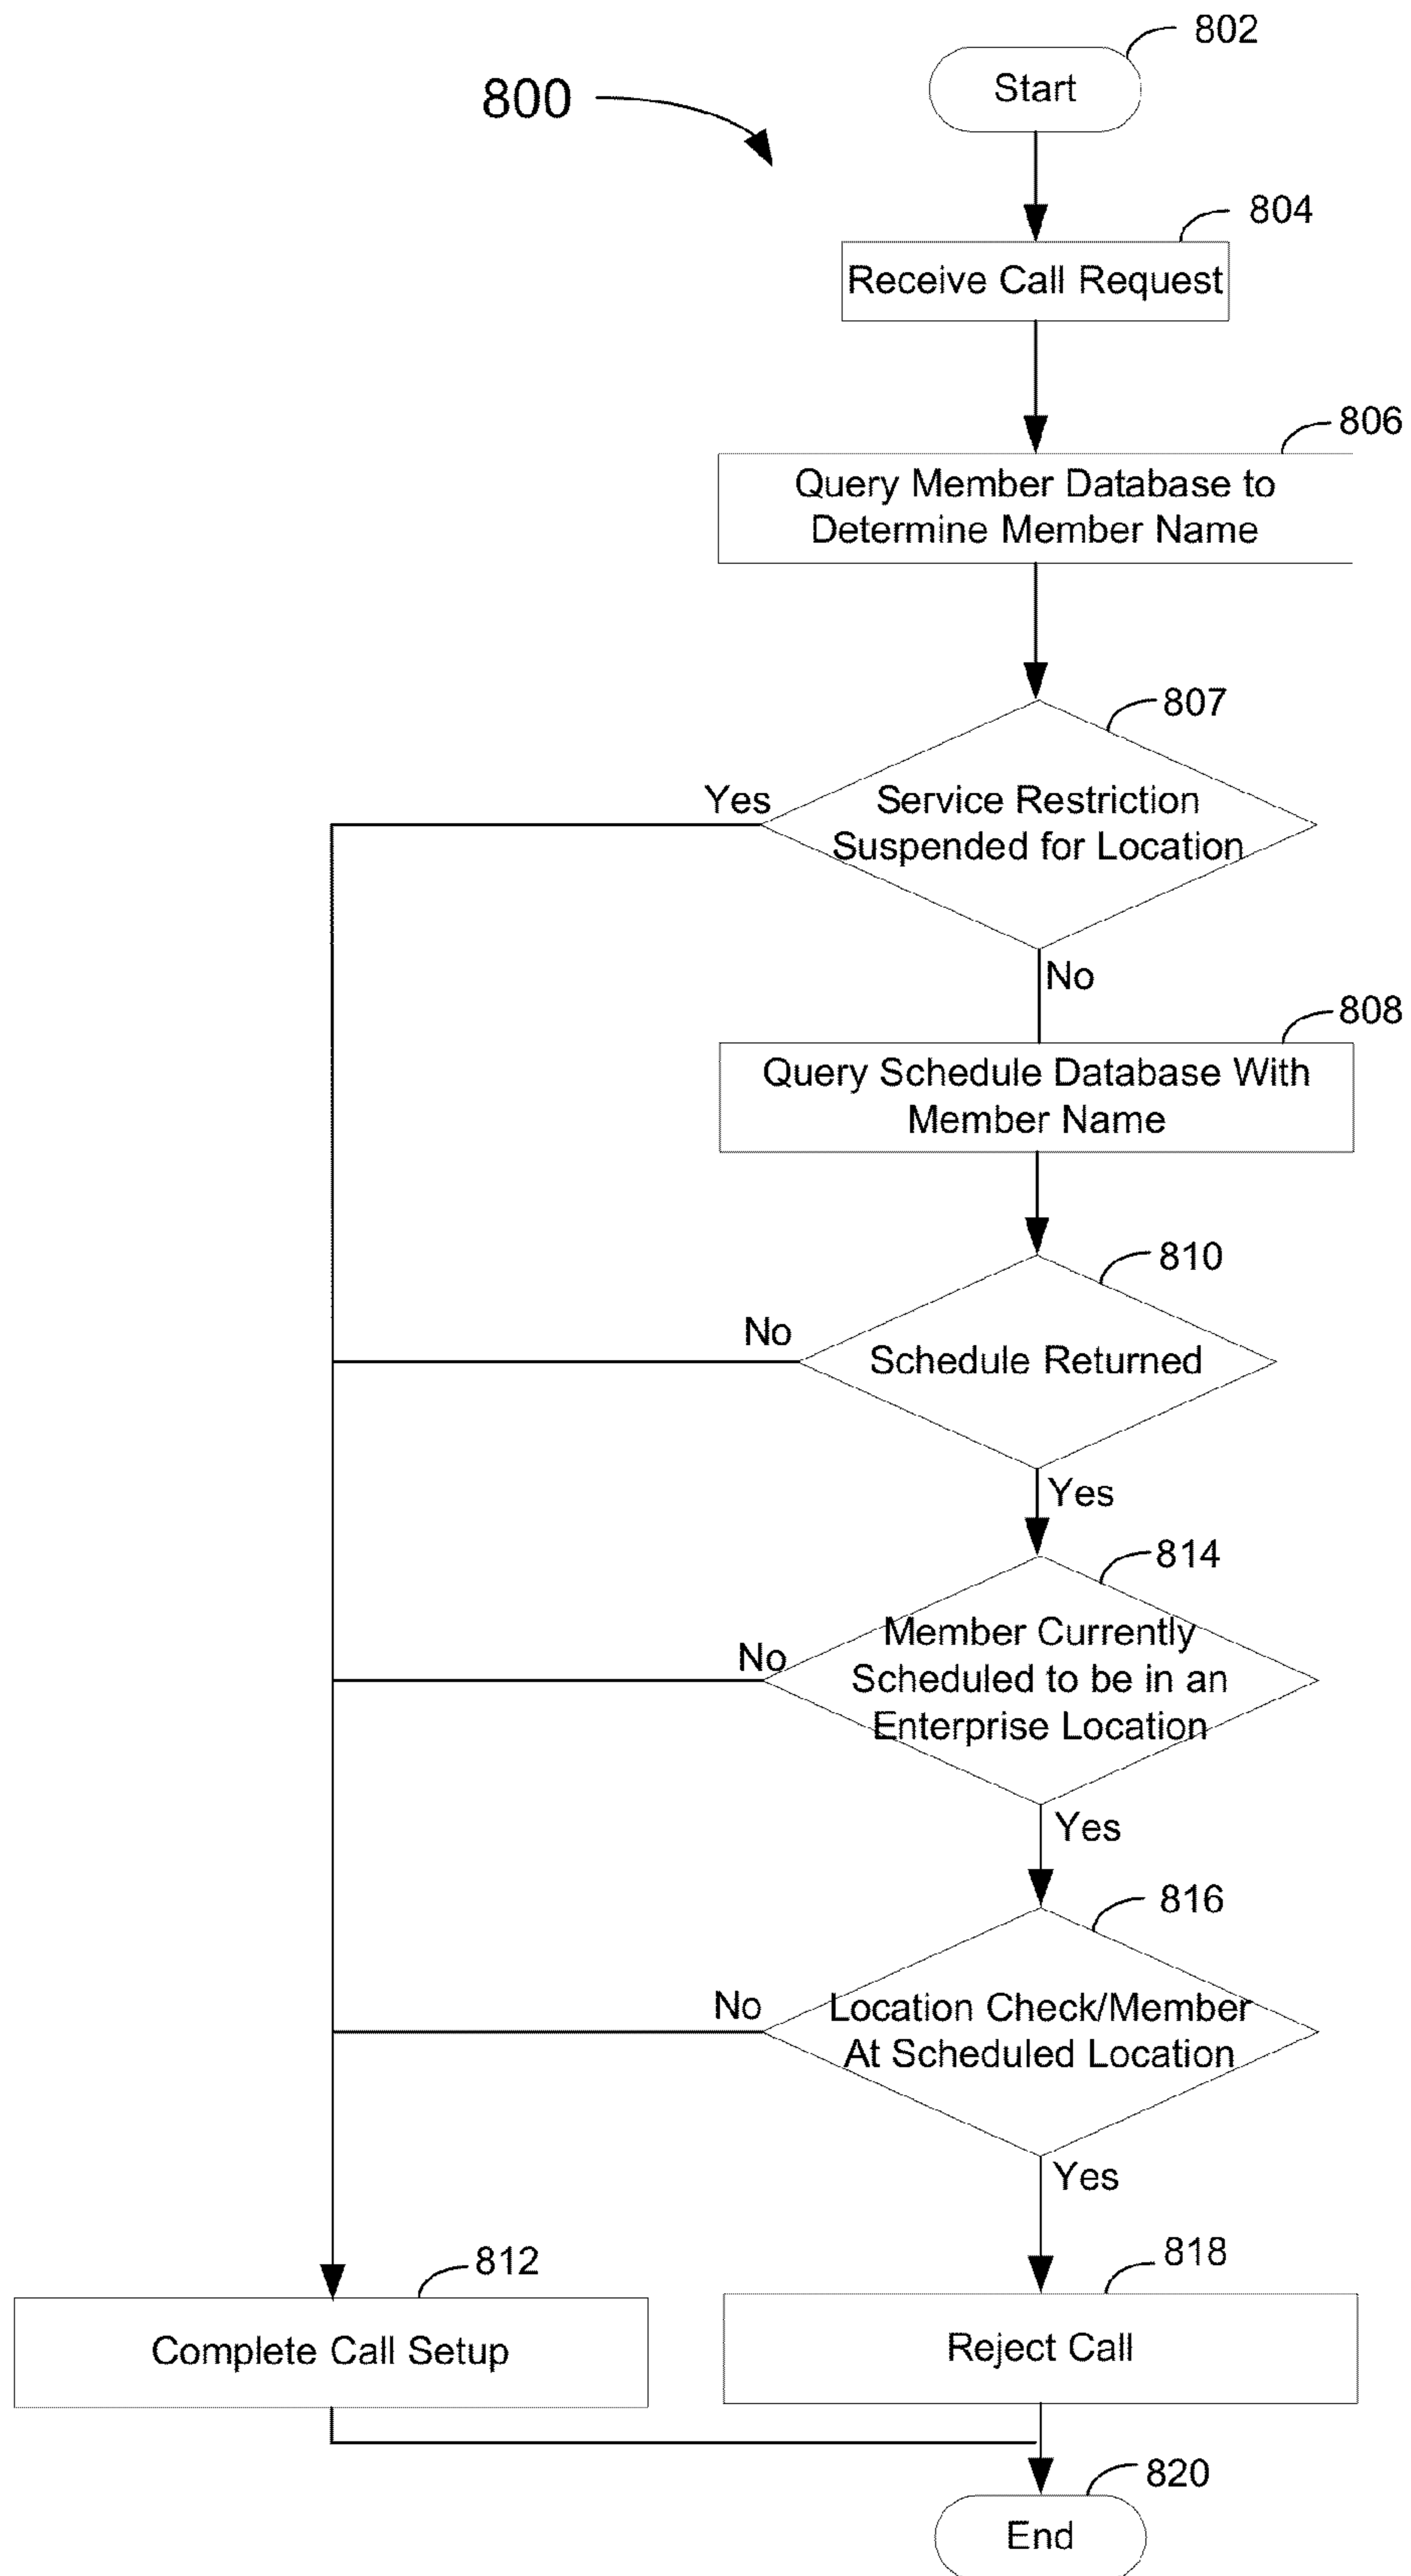 802
Start
800
804
Receive Call Request
806
Query Member Database to
Determine Member Name
807
Yes
Service Restriction
Suspended for Location
No
808
Query Schedule Database With
Member Name
810
No
Schedule Returned
Yes
814
No
Member Currently
Scheduled to be in an
Enterprise Location
Yes
816
No
Location Check/Member
At Scheduled Location
Yes
812
818
Complete Call Setup
Reject Call
820
End